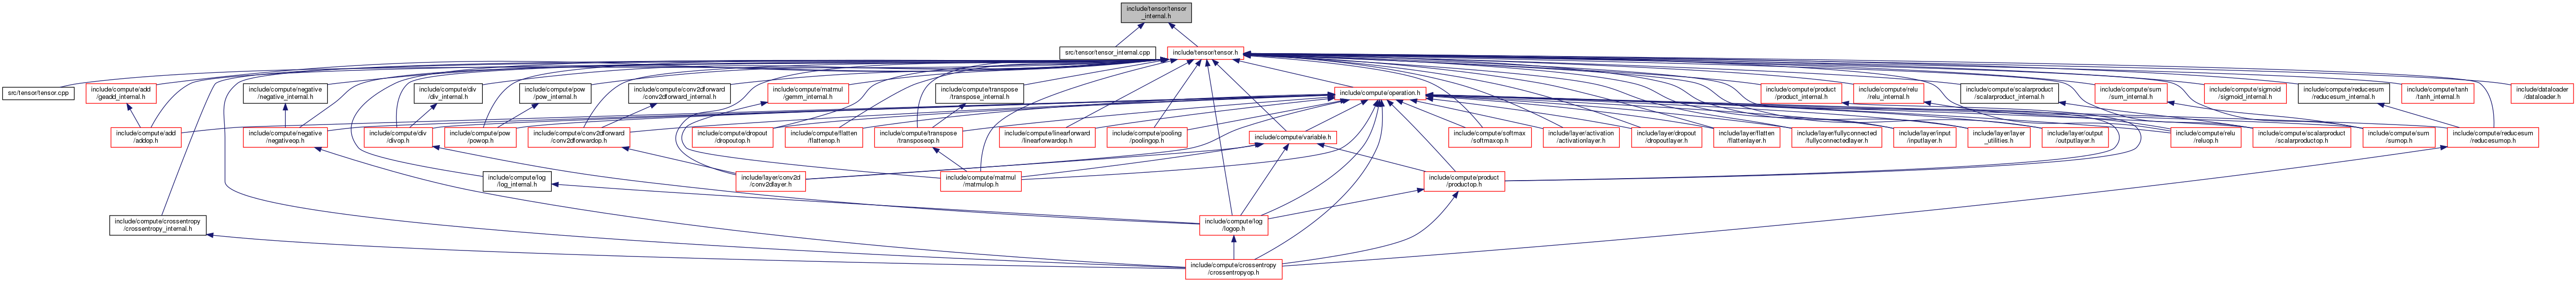 include/tensor/tensor
_internal.h
src/tensor/tensor_internal.cpp
include/tensor/tensor.h
src/tensor/tensor.cpp
include/compute/add
/geadd_internal.h
include/compute/negative
/negative_internal.h
include/compute/div
/div_internal.h
include/compute/pow
/pow_internal.h
include/compute/conv2dforward
/conv2dforward_internal.h
include/compute/matmul
/gemm_internal.h
include/compute/transpose
/transpose_internal.h
include/compute/operation.h
include/compute/product
/product_internal.h
include/compute/relu
/relu_internal.h
include/compute/scalarproduct
/scalarproduct_internal.h
include/compute/sum
/sum_internal.h
include/compute/sigmoid
/sigmoid_internal.h
include/compute/reducesum
/reducesum_internal.h
include/compute/tanh
/tanh_internal.h
include/dataloader
/dataloader.h
include/compute/add
/addop.h
include/compute/negative
/negativeop.h
include/compute/div
/divop.h
include/compute/pow
/powop.h
include/compute/conv2dforward
/conv2dforwardop.h
include/compute/dropout
/dropoutop.h
include/compute/flatten
/flattenop.h
include/compute/transpose
/transposeop.h
include/compute/linearforward
/linearforwardop.h
include/compute/pooling
/poolingop.h
include/compute/variable.h
include/compute/softmax
/softmaxop.h
include/layer/activation
/activationlayer.h
include/layer/dropout
/dropoutlayer.h
include/layer/flatten
/flattenlayer.h
include/layer/fullyconnected
/fullyconnectedlayer.h
include/layer/input
/inputlayer.h
include/layer/layer
_utilities.h
include/layer/output
/outputlayer.h
include/compute/relu
/reluop.h
include/compute/scalarproduct
/scalarproductop.h
include/compute/sum
/sumop.h
include/compute/reducesum
/reducesumop.h
include/compute/log
/log_internal.h
include/layer/conv2d
/conv2dlayer.h
include/compute/matmul
/matmulop.h
include/compute/product
/productop.h
include/compute/crossentropy
/crossentropy_internal.h
include/compute/log
/logop.h
include/compute/crossentropy
/crossentropyop.h